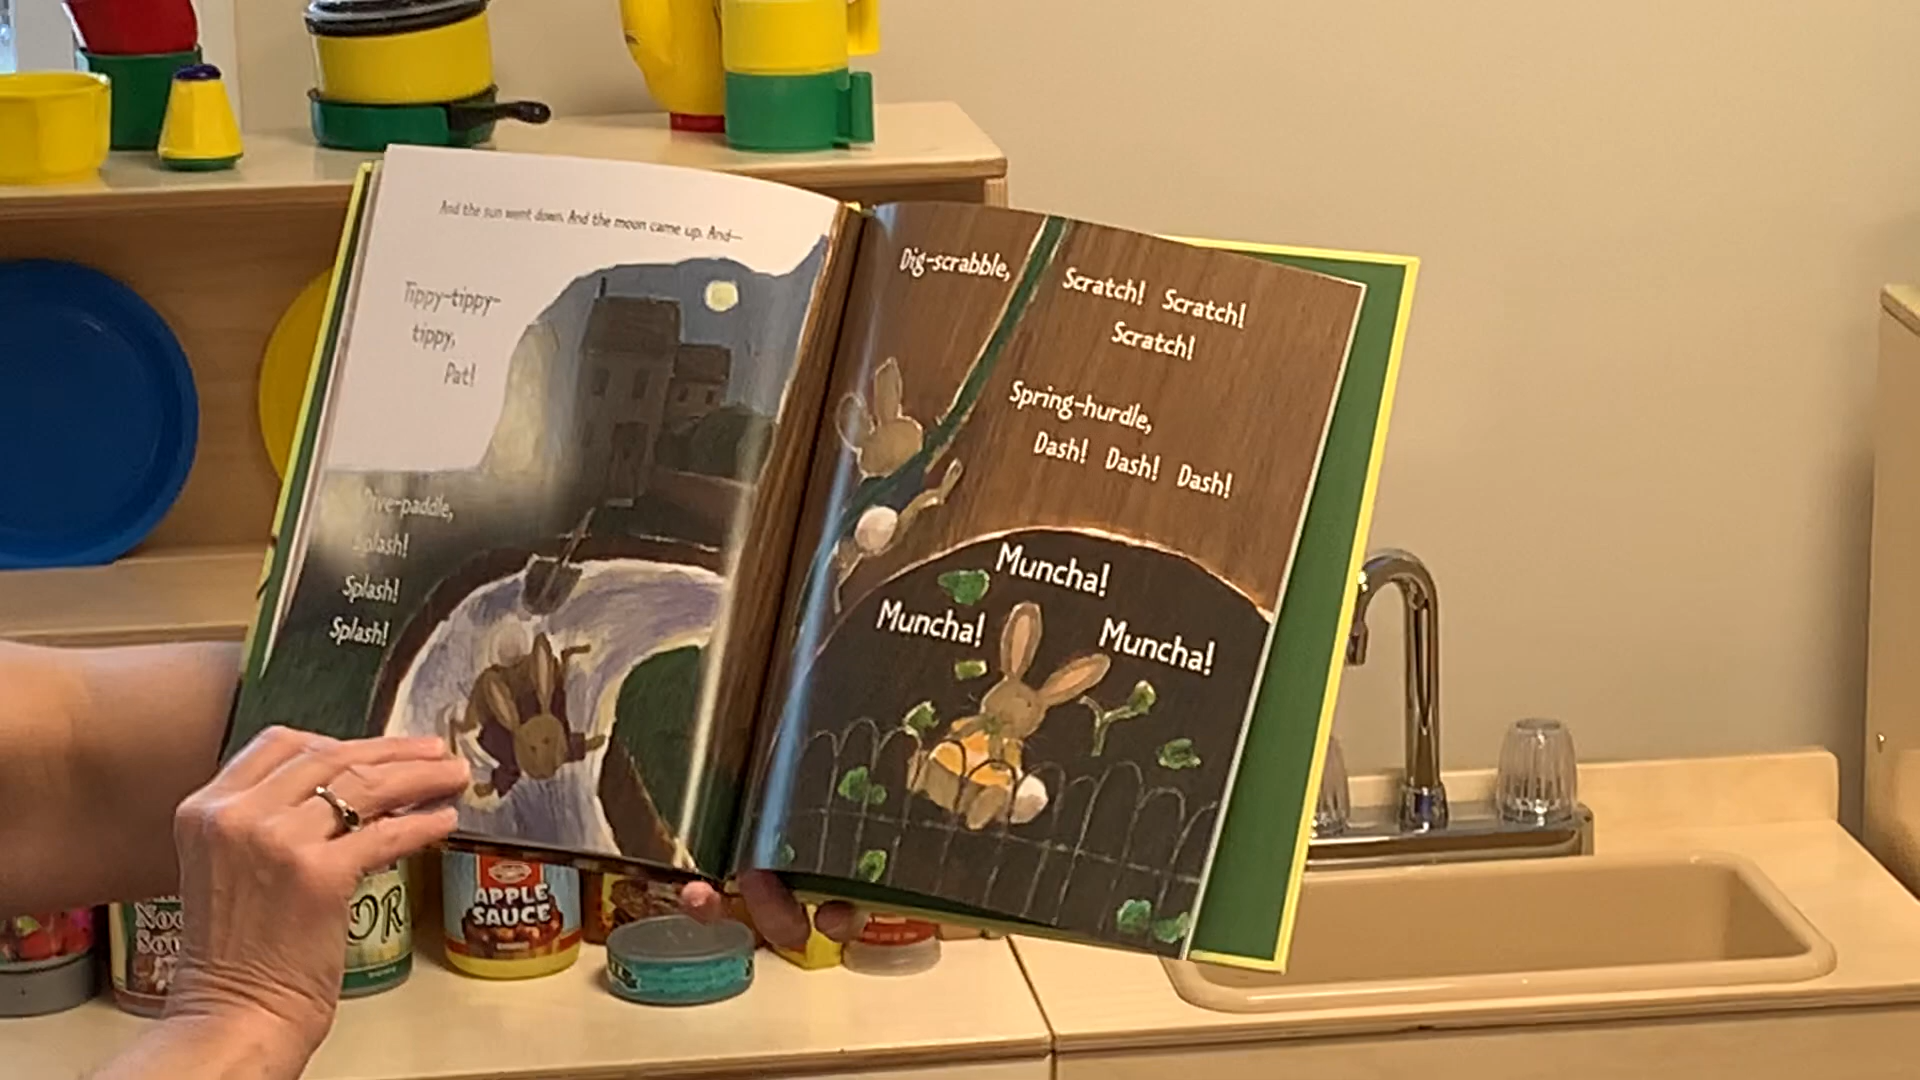 And the sun went down. And the moon came up. And—
Tippy-tippy-
tippy,
Pat!
Dive-paddle,
Splash!
Splash!
Splash!
Dig-scrabble,
Scratch! Scratch!
Scratch!
Spring-hurdle,
Dash! Dash! Dash!
Muncha!
Muncha!
Muncha!
APPLE
SAUCE